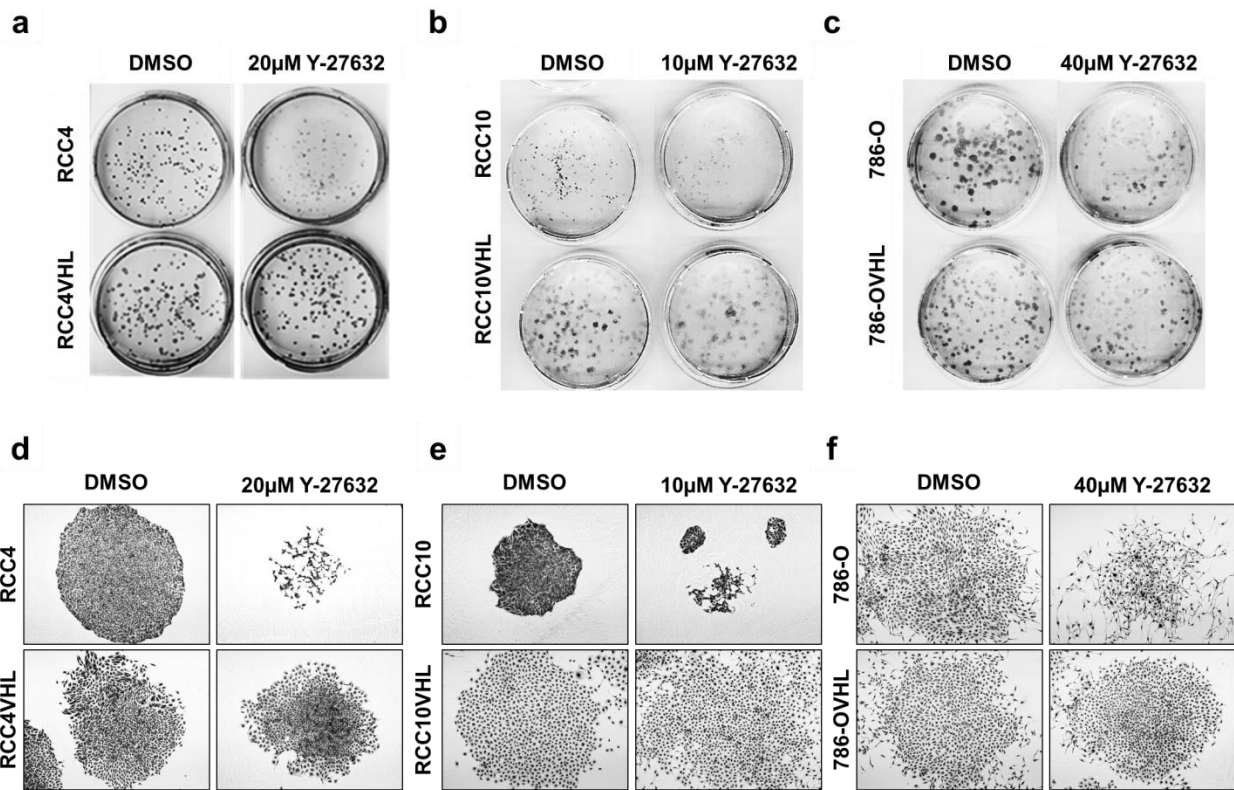 a
DMSO 20µM Y-27632
RCC4
RCC4VHL
b
DMSO 10µM Y-27632
RCC10
RCC10VHL
c
DMSO 40µM Y-27632
786-O
786-OVHL
d
DMSO 20µM Y-27632
RCC4
RCC4VHL
e
DMSO 10µM Y-27632
RCC10
RCC10VHL
f
DMSO 40µM Y-27632
786-O
786-OVHL